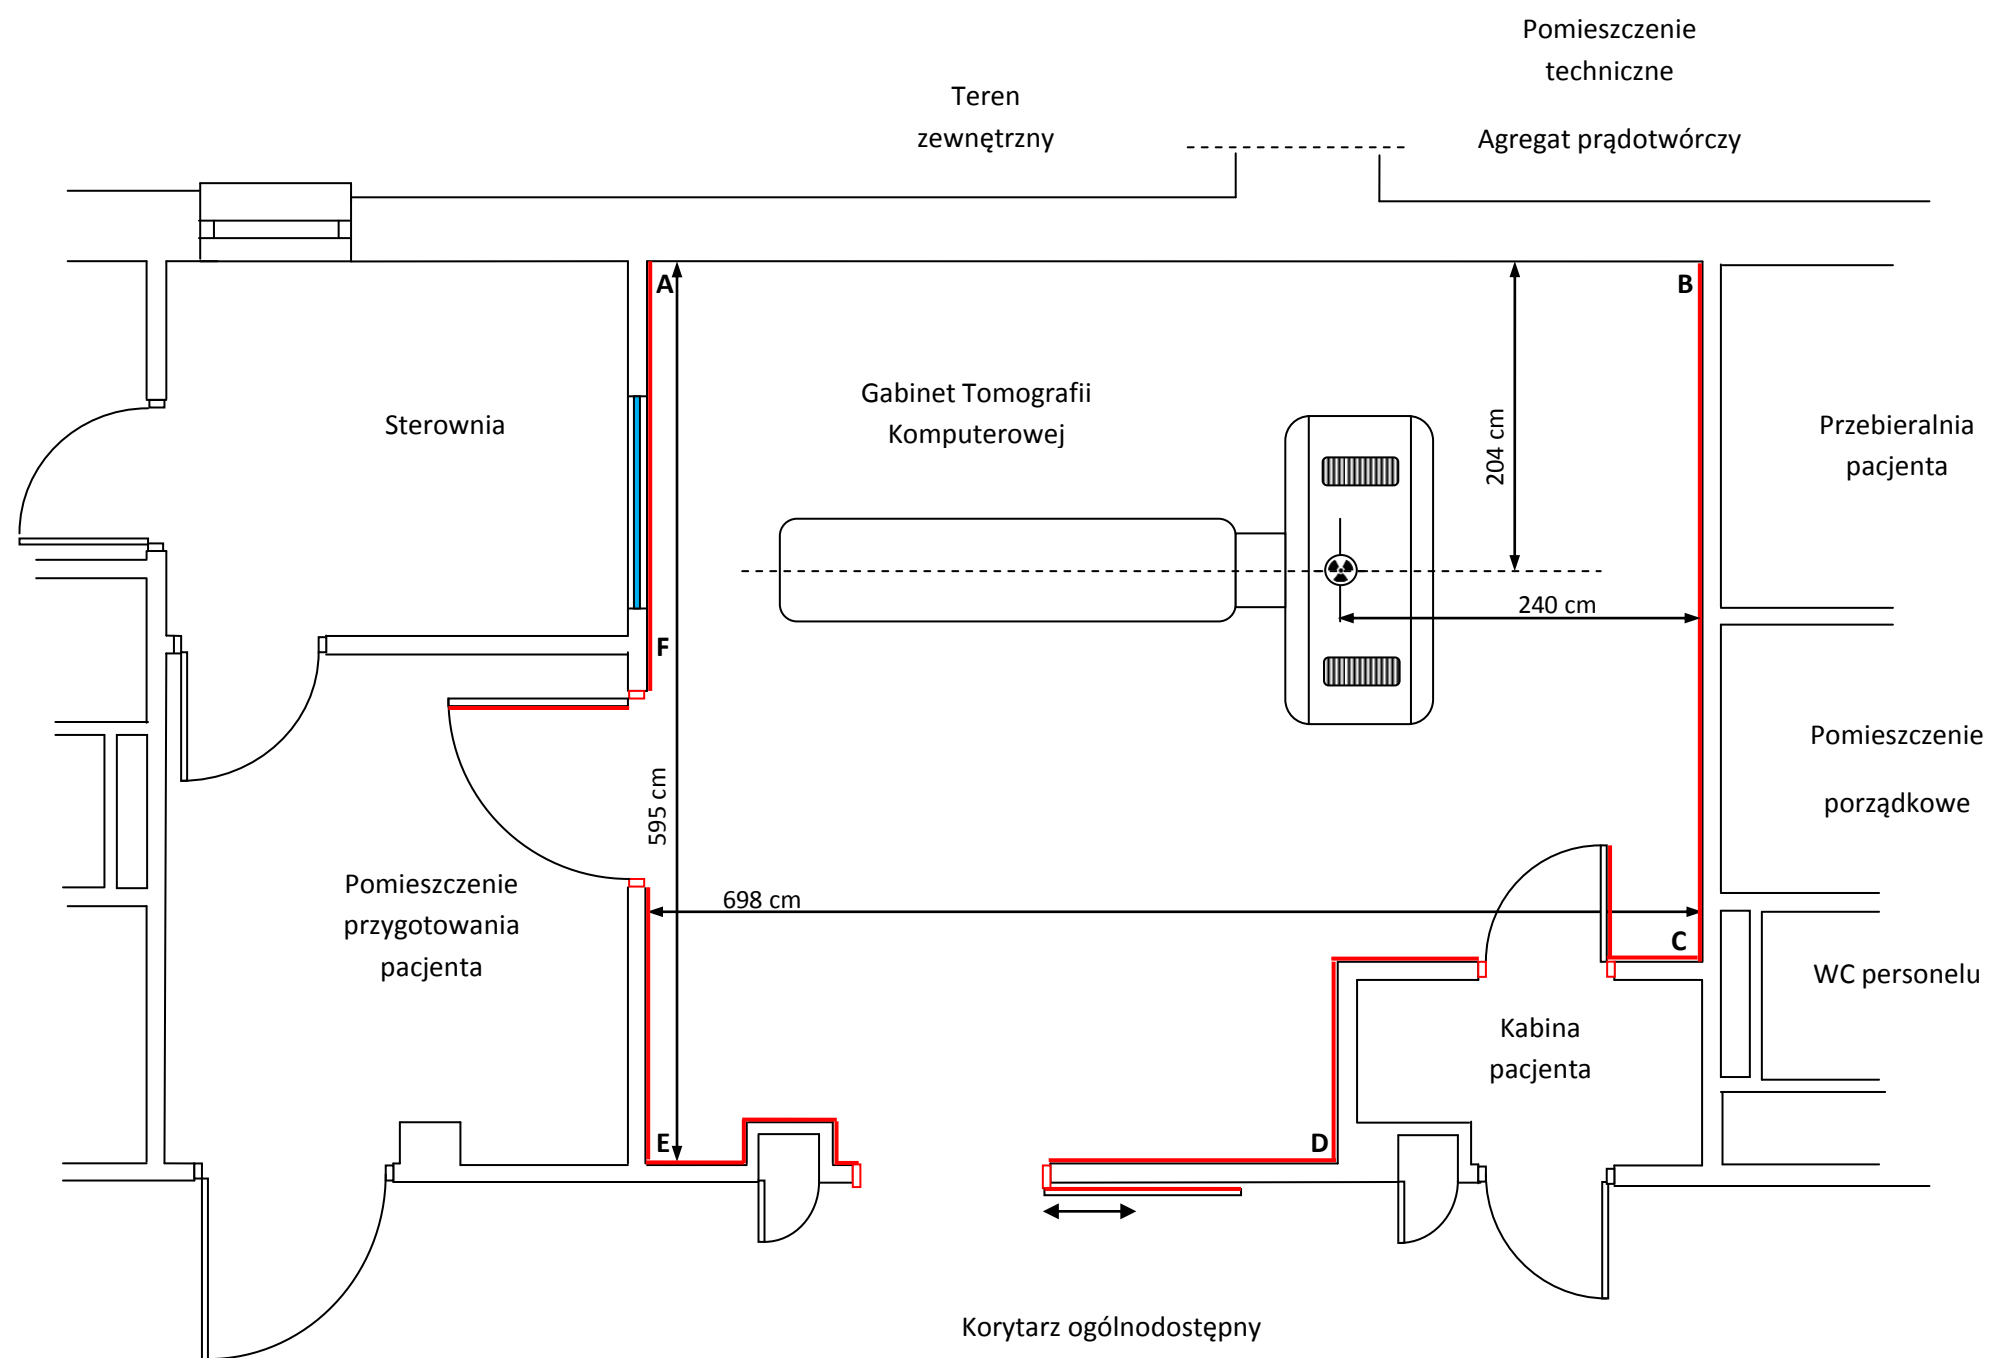 Pomieszczenie
techniczne
Teren
zewnętrzny
Agregat prądotwórczy
A
B
Gabinet Tomografii
Komputerowej
Sterownia
204 cm
Przebieralnia
pacjenta
240 cm
F
Pomieszczenie
porządkowe
595 cm
Pomieszczenie
przygotowania
pacjenta
698 cm
C
WC personelu
Kabina
pacjenta
E
D
Korytarz ogólnodostępny